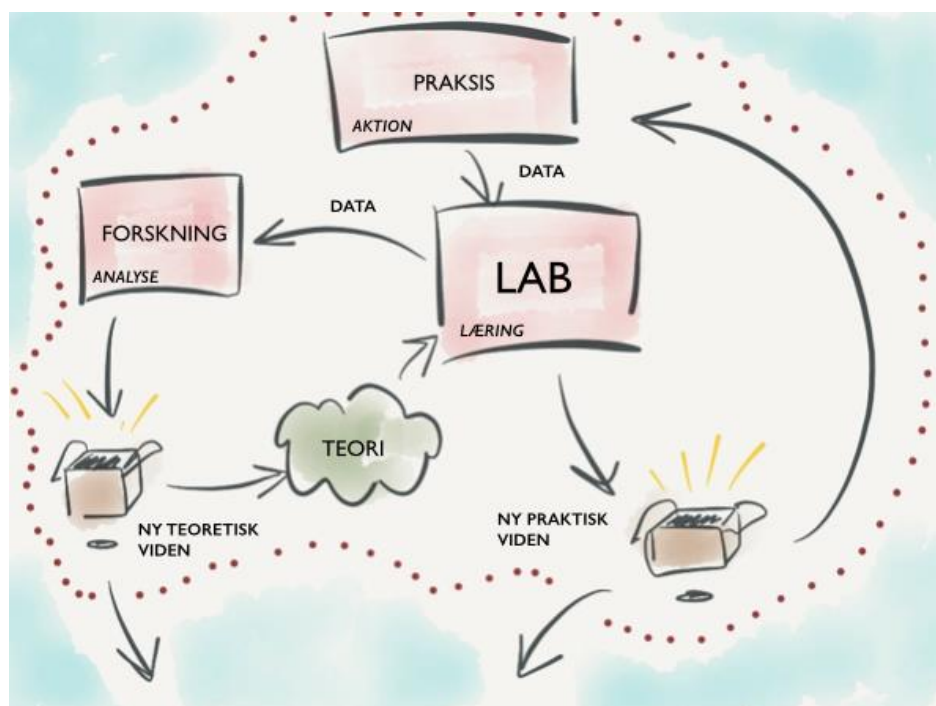 PRAKSIS
AKTION
DATA
DATA
FORSKNING
ANALYSE
LAB
LÆRING
TEORI
NY TEORETISK
VIDEN
NY PRAKTISK
VIDEN